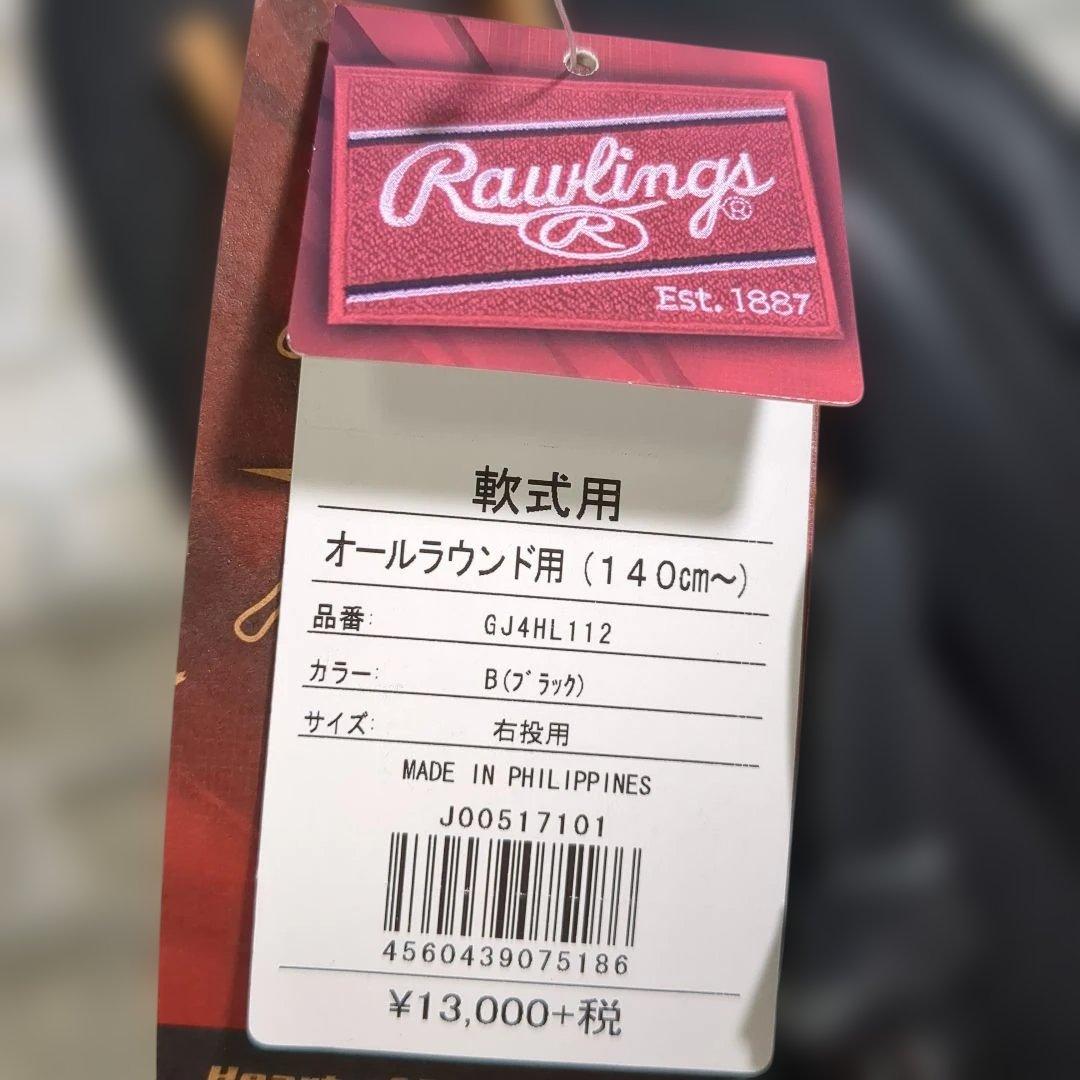 Rawlings®
R
Est. 1887
軟式用
オールラウンド用（１４０㎝～）
品番: GJ4HL112
カラー: B(ﾌﾞﾗｯｸ)
サイズ: 右投用
MADE IN PHILIPPINES
J00517101
4560439075186
¥13,000+税